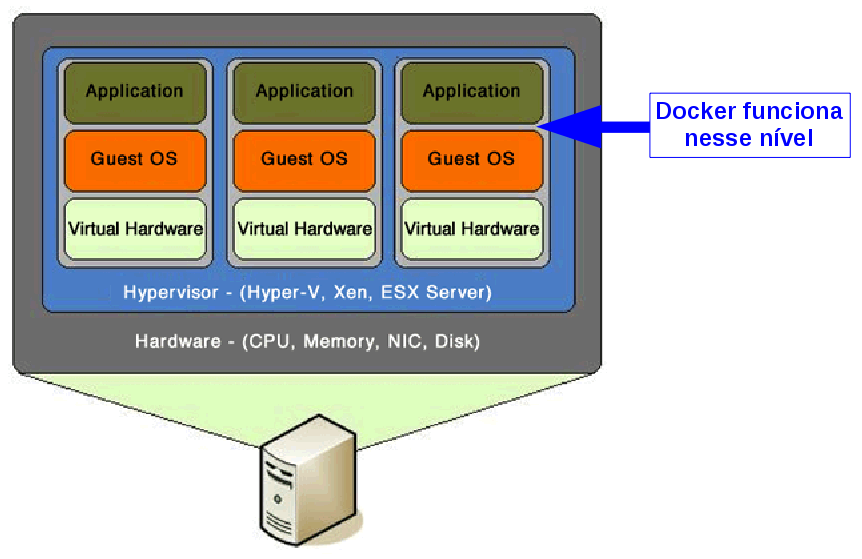 Application Application Application
Docker funciona
nesse nível
Guest OS Guest OS Guest OS
Virtual Hardware Virtual Hardware Virtual Hardware
Hypervisor - (Hyper-V, Xen, ESX Server)
Hardware - (CPU, Memory, NIC, Disk)